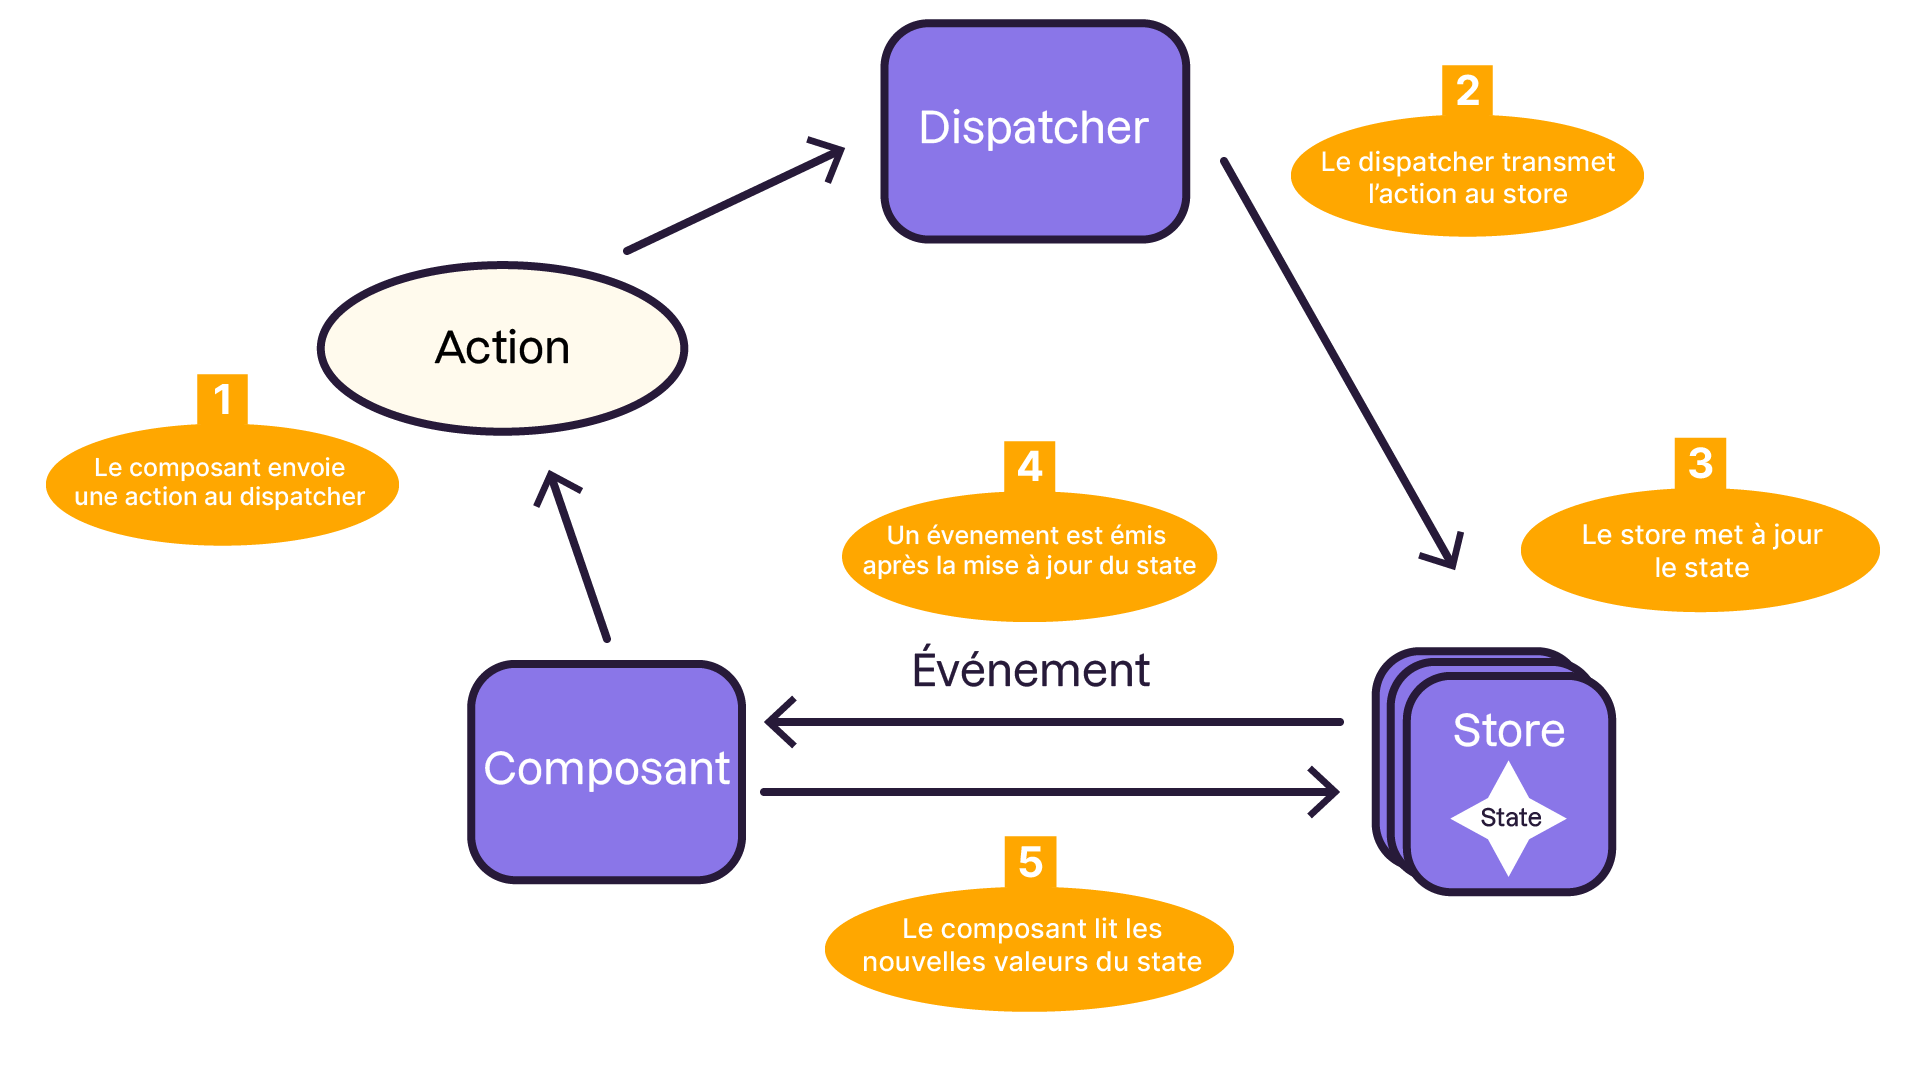 Dispatcher
2
Le dispatcher transmet
l’action au store
Action
1
Le composant envoie
une action au dispatcher
4
Un évenement est émis
après la mise à jour du state
3
Le store met à jour
le state
Événement
Composant
Store
State
5
Le composant lit les
nouvelles valeurs du state